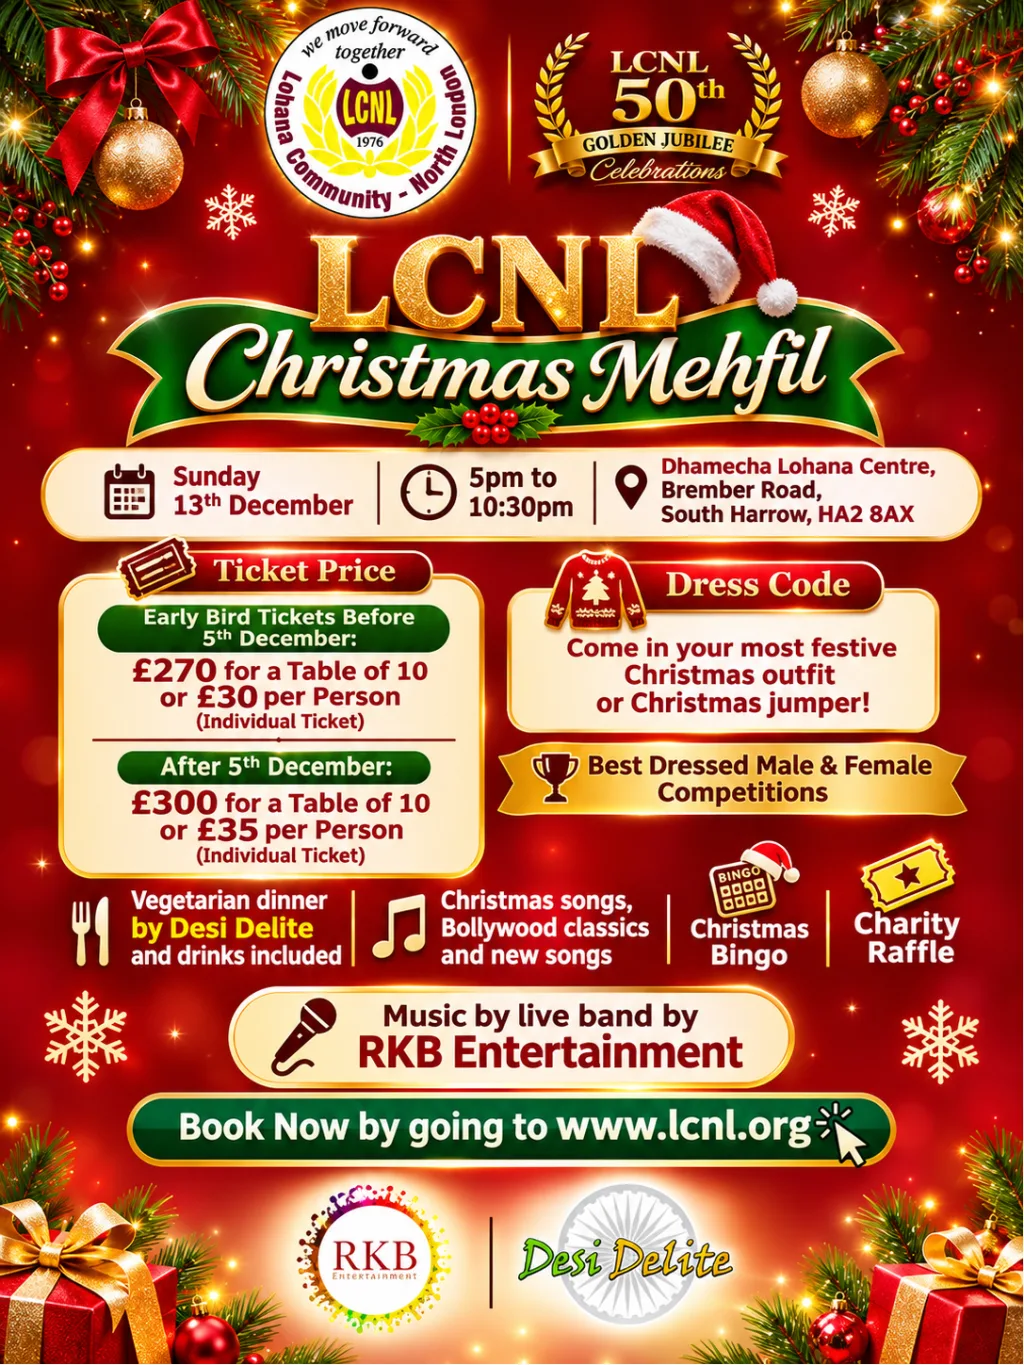 we move forward
together
LCNL
1976
Lohana Community - North London
LCNL
50th
GOLDEN JUBILEE
Celebrations
LCNL
Christmas Mehfil
Sunday
13th December
5pm to
10:30pm
Dhamecha Lohana Centre,
Brember Road,
South Harrow, HA2 8AX
Ticket Price
Early Bird Tickets Before
5th December:
£270 for a Table of 10
or £30 per Person
(Individual Ticket)
After 5th December:
£300 for a Table of 10
or £35 per Person
(Individual Ticket)
Dress Code
Come in your most festive
Christmas outfit
or Christmas jumper!
Best Dressed Male & Female
Competitions
Vegetarian dinner
by Desi Delite
and drinks included
Christmas songs,
Bollywood classics
and new songs
BINGO
Christmas
Bingo
Charity
Raffle
Music by live band by
RKB Entertainment
Book Now by going to www.lcnl.org
RKB
Entertainment
Desi Delite